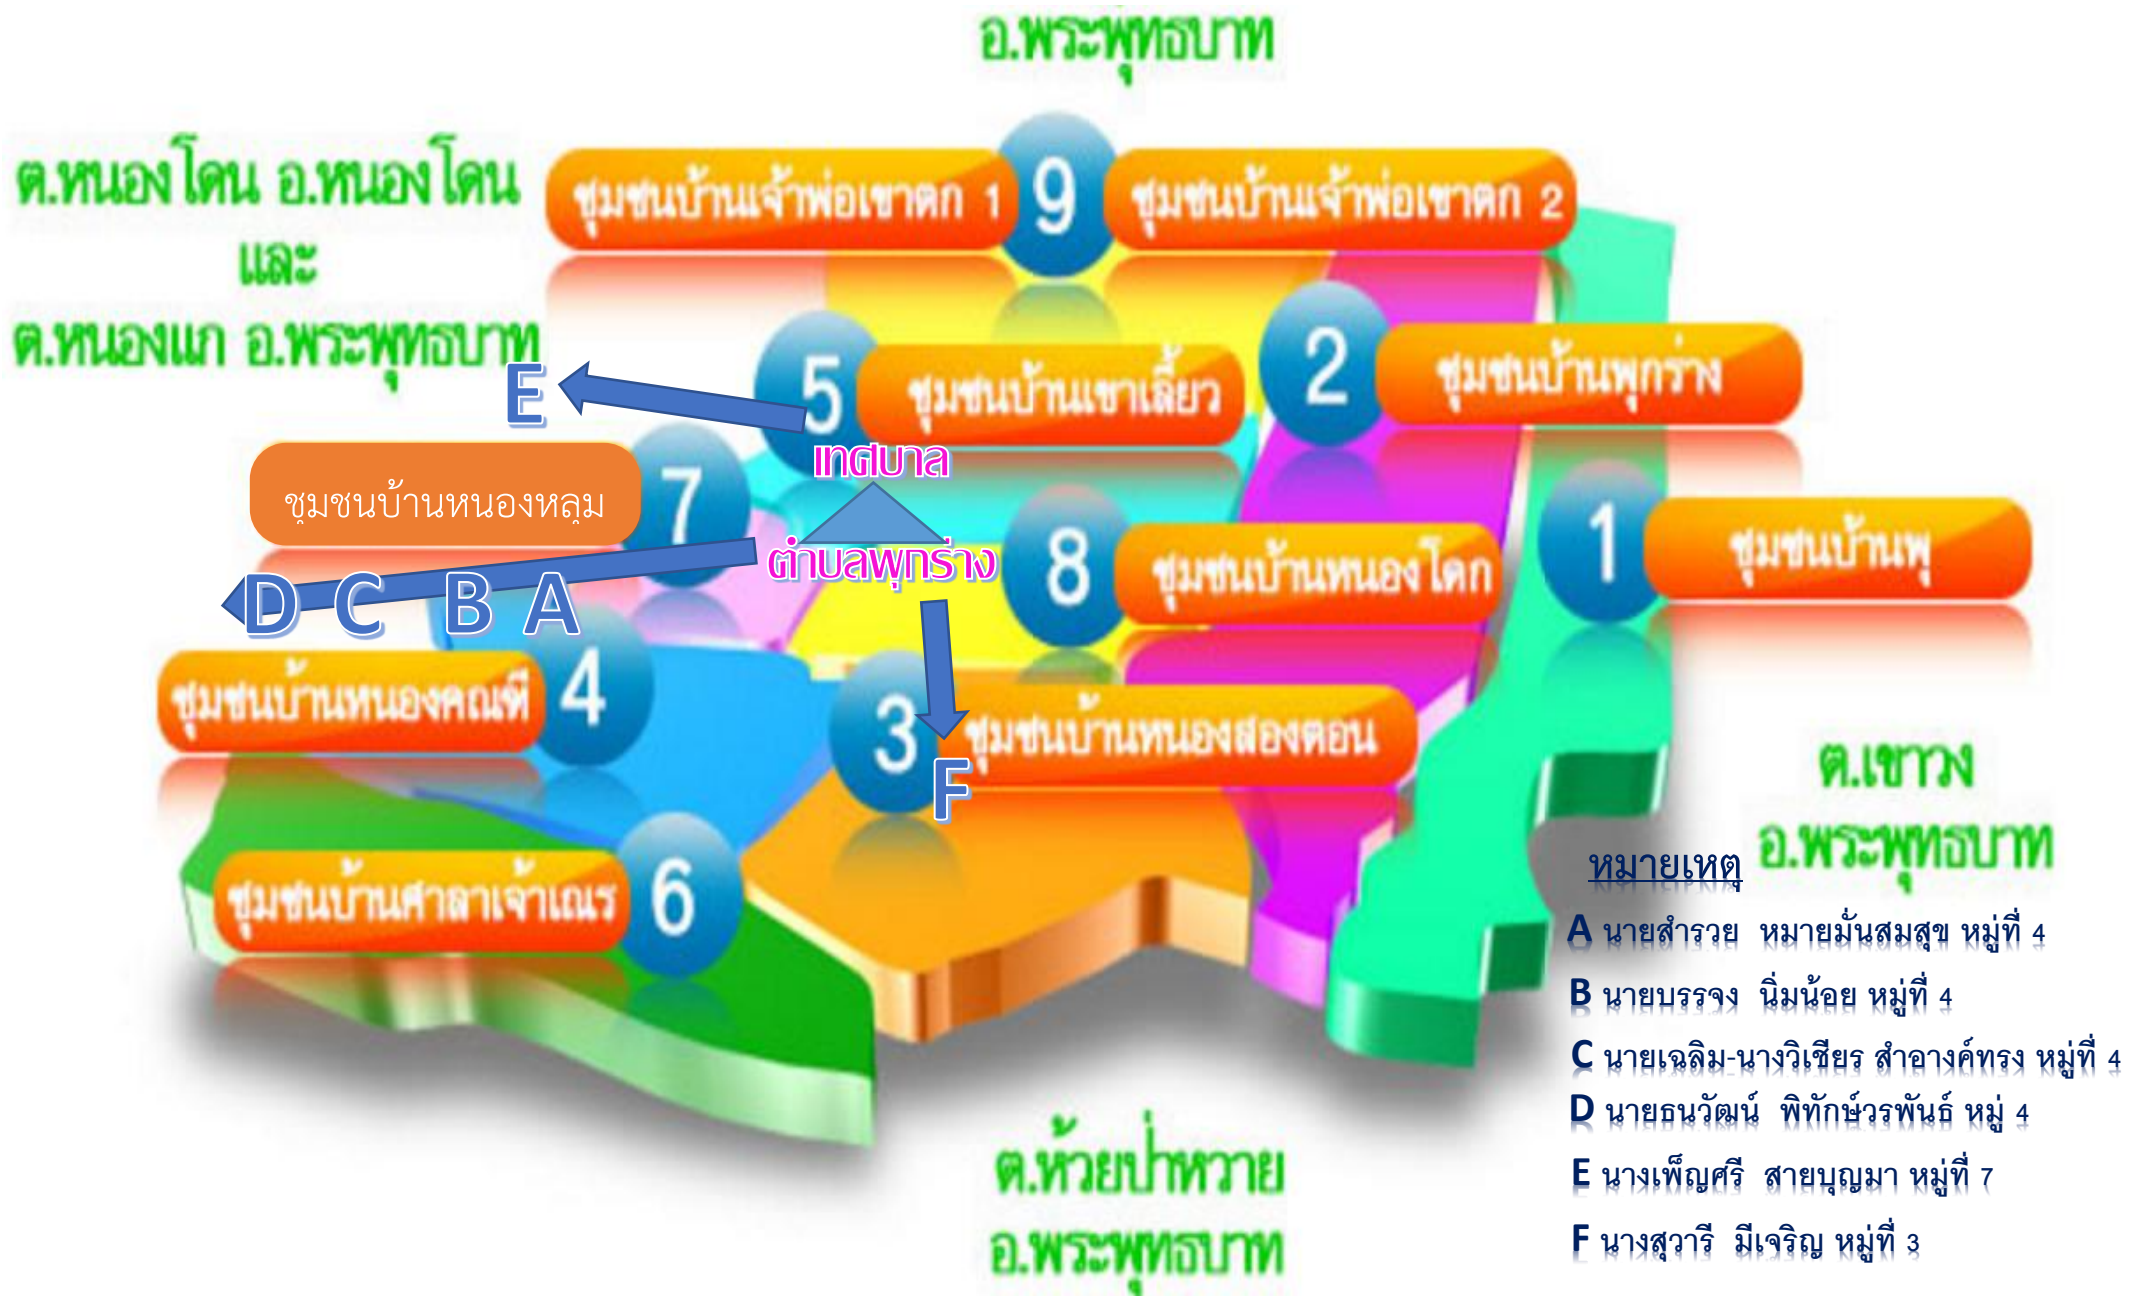 อ.พระพุทธบาท
ต.หนองโดน อ.หนองโดน
และ
ต.หนองแก อ.พระพุทธบาท
ชุมชนบ้านเจ้าพ่อเขาตก 1
9
ชุมชนบ้านเจ้าพ่อเขาตก 2
5
ชุมชนบ้านเขาเลี้ยว
2
ชุมชนบ้านพุกร่าง
E
ชุมชนบ้านหนองหลุม
7
เทศบาล
ตำบลพุกร่าง
8
ชุมชนบ้านหนองโดก
1
ชุมชนบ้านพุ
D C B A
ชุมชนบ้านหนองคณฑี
4
3
ชุมชนบ้านหนองสองตอน
F
ชุมชนบ้านศาลาเจ้าเณร
6
ต.เขาวง
อ.พระพุทธบาท
ต.ห้วยป่าหวาย
อ.พระพุทธบาท
หมายเหตุ
A นายสำรวย หมายมั่นสมสุข หมู่ที่ 4
B นายบรรจง นิ่มน้อย หมู่ที่ 4
C นายเฉลิม-นางวิเชียร สำอางค์ทรง หมู่ที่ 4
D นายธนวัฒน์ พิทักษ์วรพันธ์ หมู่ 4
E นางเพ็ญศรี สายบุญมา หมู่ที่ 7
F นางสุวารี มีเจริญ หมู่ที่ 3